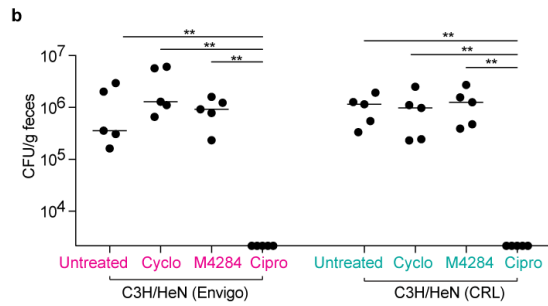 b
** **
** **
** **
10⁷
10⁶
10⁵
10⁴
CFU/g feces
Untreated Cyclo M4284 Cipro Untreated Cyclo M4284 Cipro
C3H/HeN (Envigo) C3H/HeN (CRL)